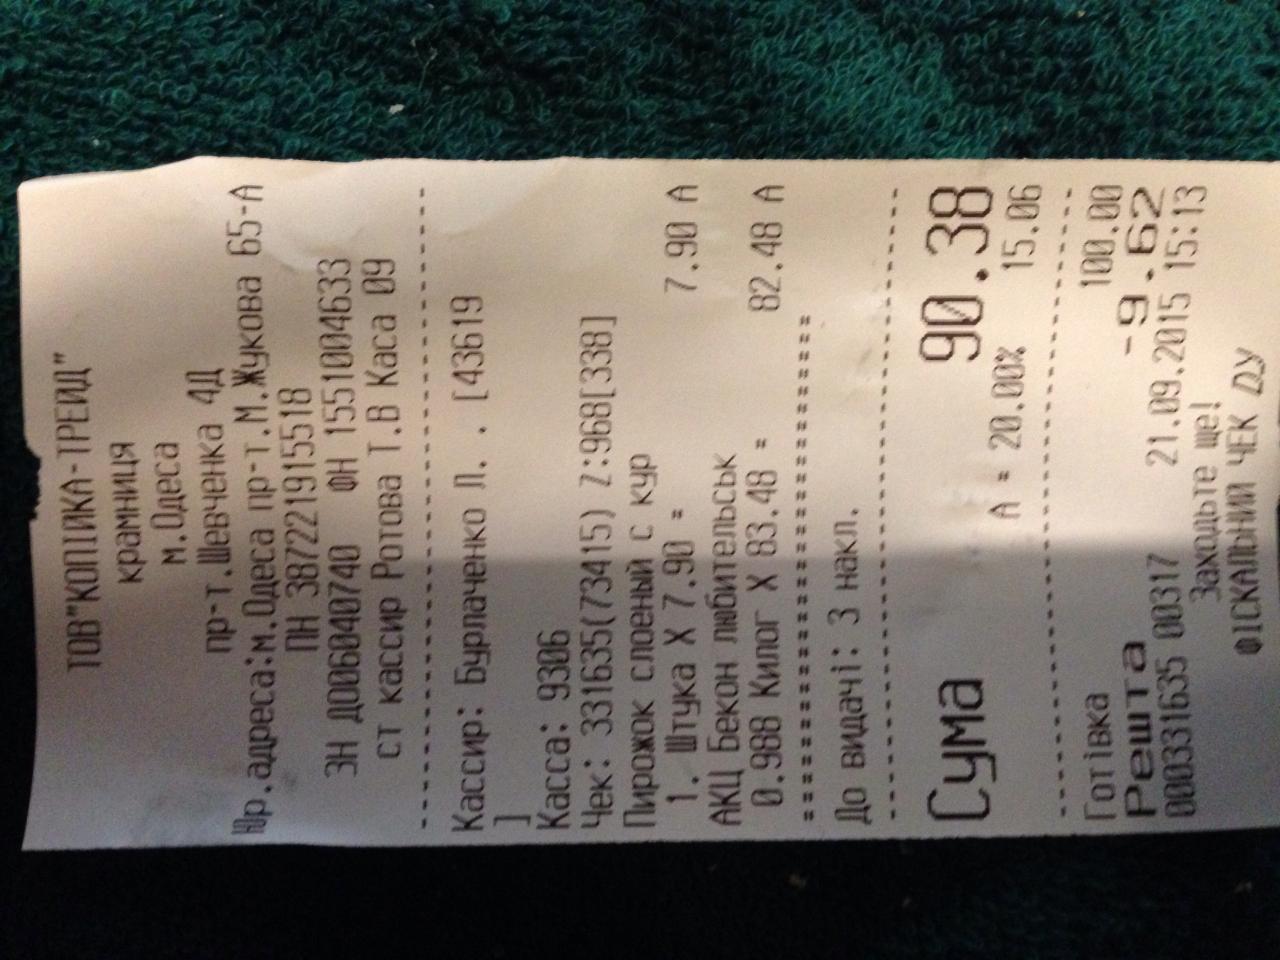 ТОВ"КОПІЙКА-ТРЕЙД"
крамниця
м.Одеса
пр-т.Шевченка 4Д
Юр.адреса:м.Одеса пр-т.М.Жукова 65-А
ПН 387221915518
ЗН ДО06040740 ФН 1551004633
ст кассир Ротова Т.В Каса 09
Кассир: Бурлаченко Л. . [43619
]
Касса: 9306
Чек: 331635(73415) Z:968[338]
Пирожок слоеный с кур
1. Штука X 7.90 = 7.90 А
АКЦ Бекон любительськ
0.988 Килог X 83.48 = 82.48 А
До видачі: 3 накл.
Сума 90.38
А = 20.00% 15.06
Готівка 100.00
Решта -9.62
0000331635 00317 21.09.2015 15:13
Заходьте ще!
ФІСКАЛЬНИЙ ЧЕК